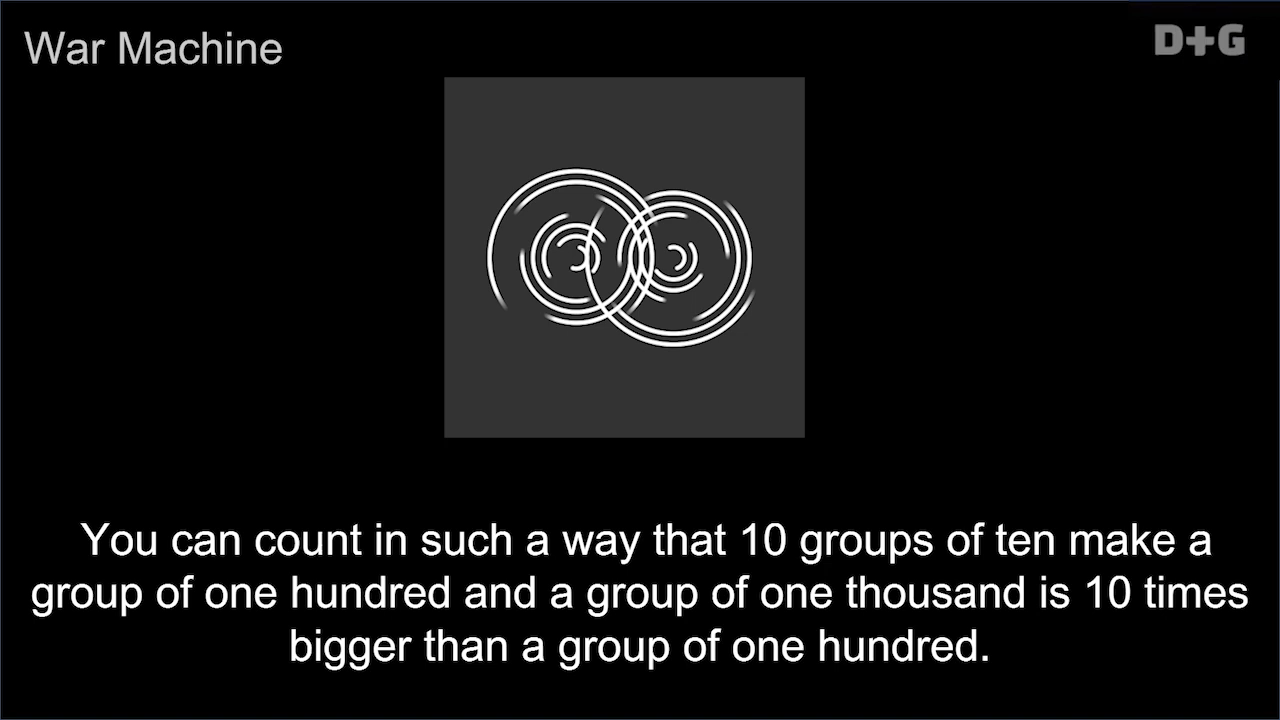 War Machine
D+G
You can count in such a way that 10 groups of ten make a
group of one hundred and a group of one thousand is 10 times
bigger than a group of one hundred.